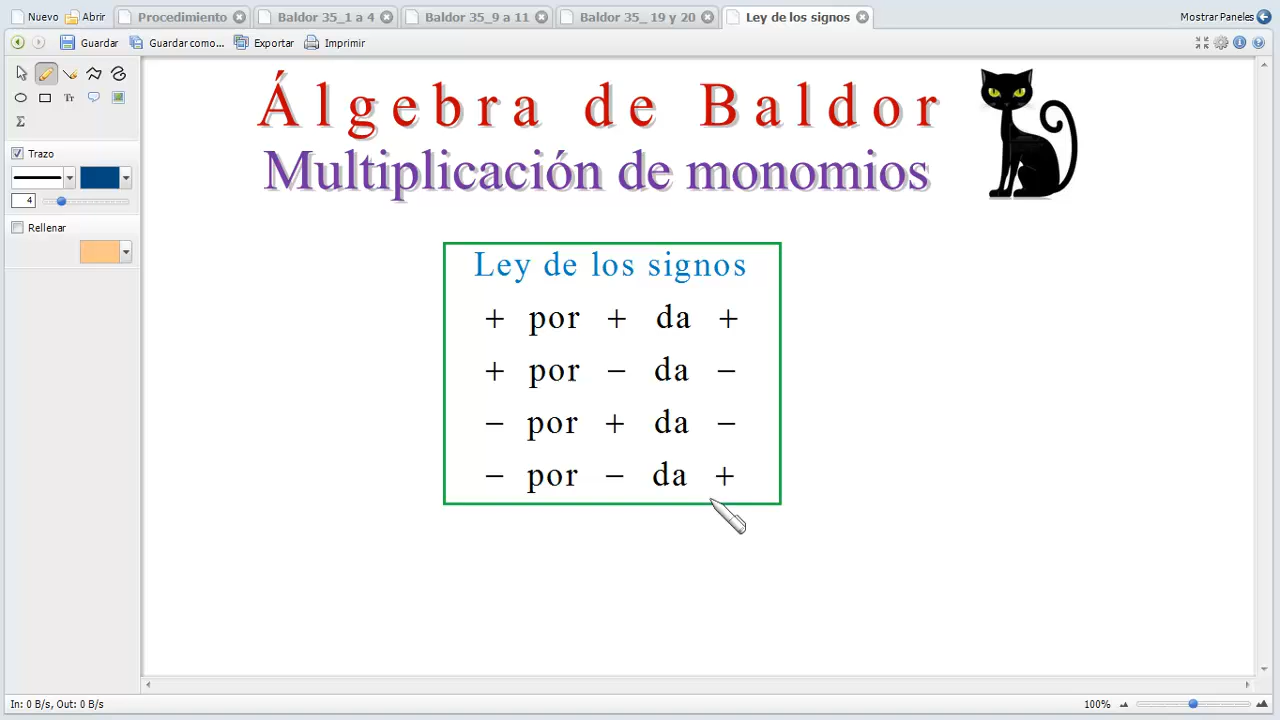 Nuevo Abrir Procedimiento Baldor 35_1 a 4 Baldor 35_9 a 11 Baldor 35_ 19 y 20 Ley de los signos Mostrar Paneles
Guardar Guardar como... Exportar Imprimir
Álgebra de Baldor
Multiplicación de monomios
Tr
Σ
Trazo
4
Rellenar
Ley de los signos
+ por + da +
+ por − da −
− por + da −
− por − da +
In: 0 B/s, Out: 0 B/s 100%